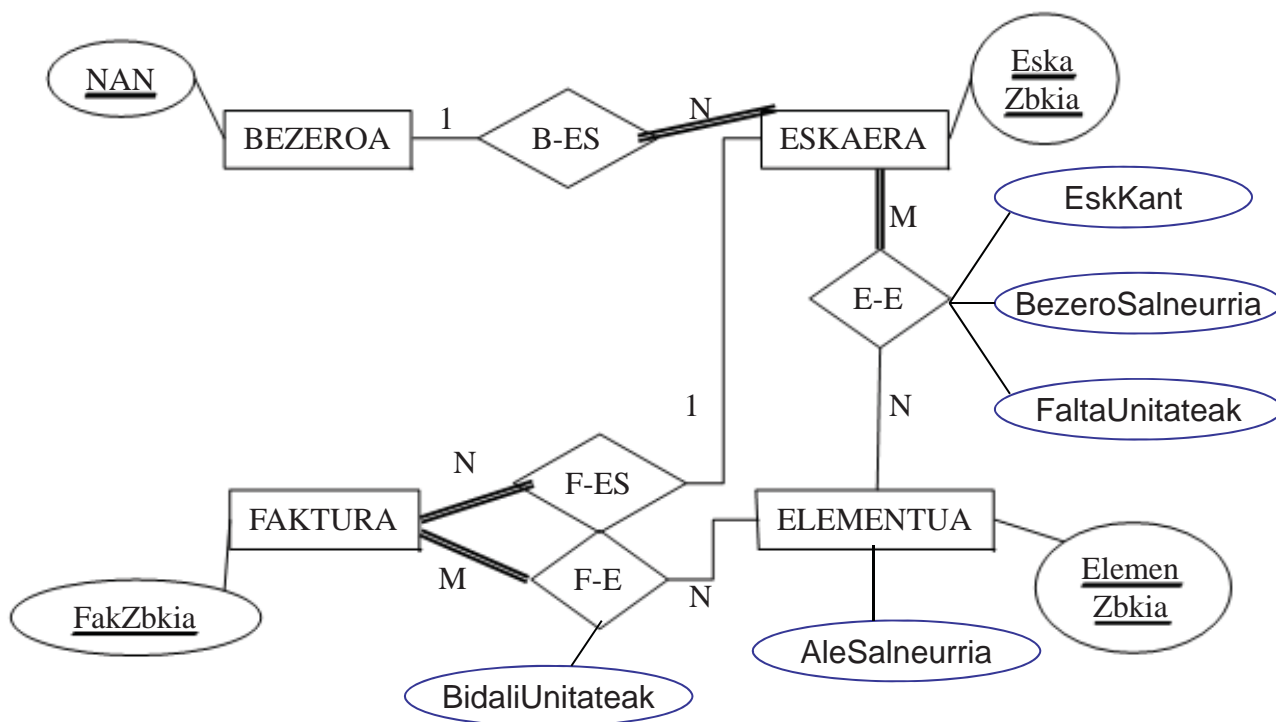 NAN
Eska
Zbkia
BEZEROA
1
B-ES
N
ESKAERA
EskKant
M
E-E
BezeroSalneurria
1
N
FaltaUnitateak
N
F-ES
FAKTURA
ELEMENTUA
M
F-E
N
Elemen
Zbkia
FakZbkia
AleSalneurria
BidaliUnitateak